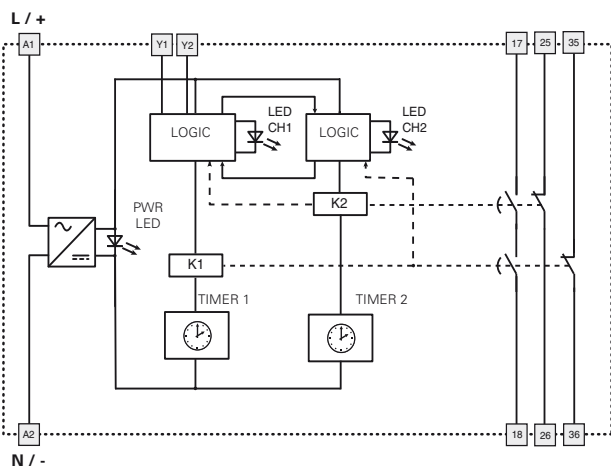 L / +
A1
Y1
Y2
17
25
35
LED
CH1
LED
CH2
LOGIC
LOGIC
PWR
LED
K2
K1
TIMER 1
TIMER 2
A2
18
26
36
N / -